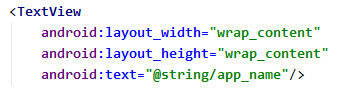 <TextView
android:layout_width="wrap_content"
android:layout_height="wrap_content"
android:text="@string/app_name"/>